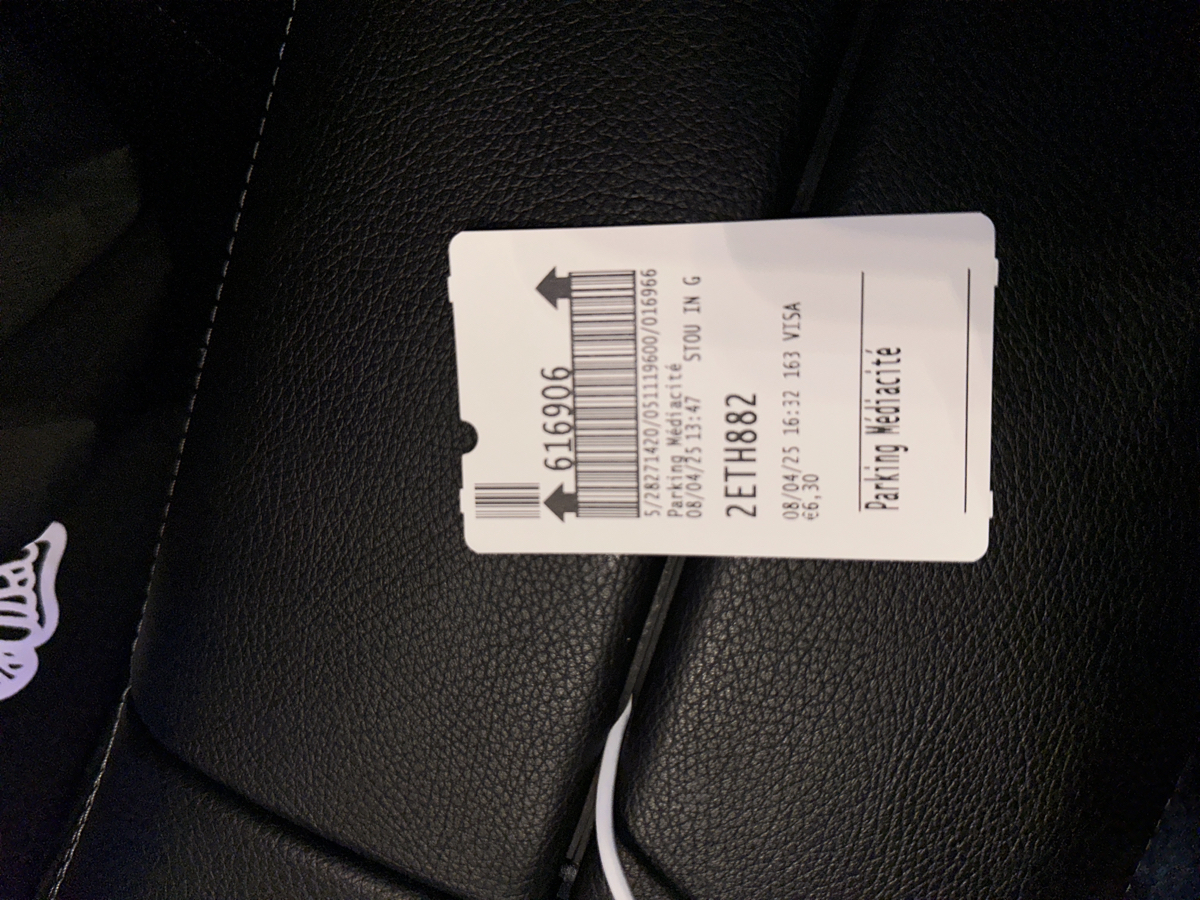 616906
5/28271420/051119600/016966
Parking Médiacité
08/04/25 13:47 STOU IN G
2ETH882
08/04/25 16:32 163 VISA
€6,30
Parking Médiacité